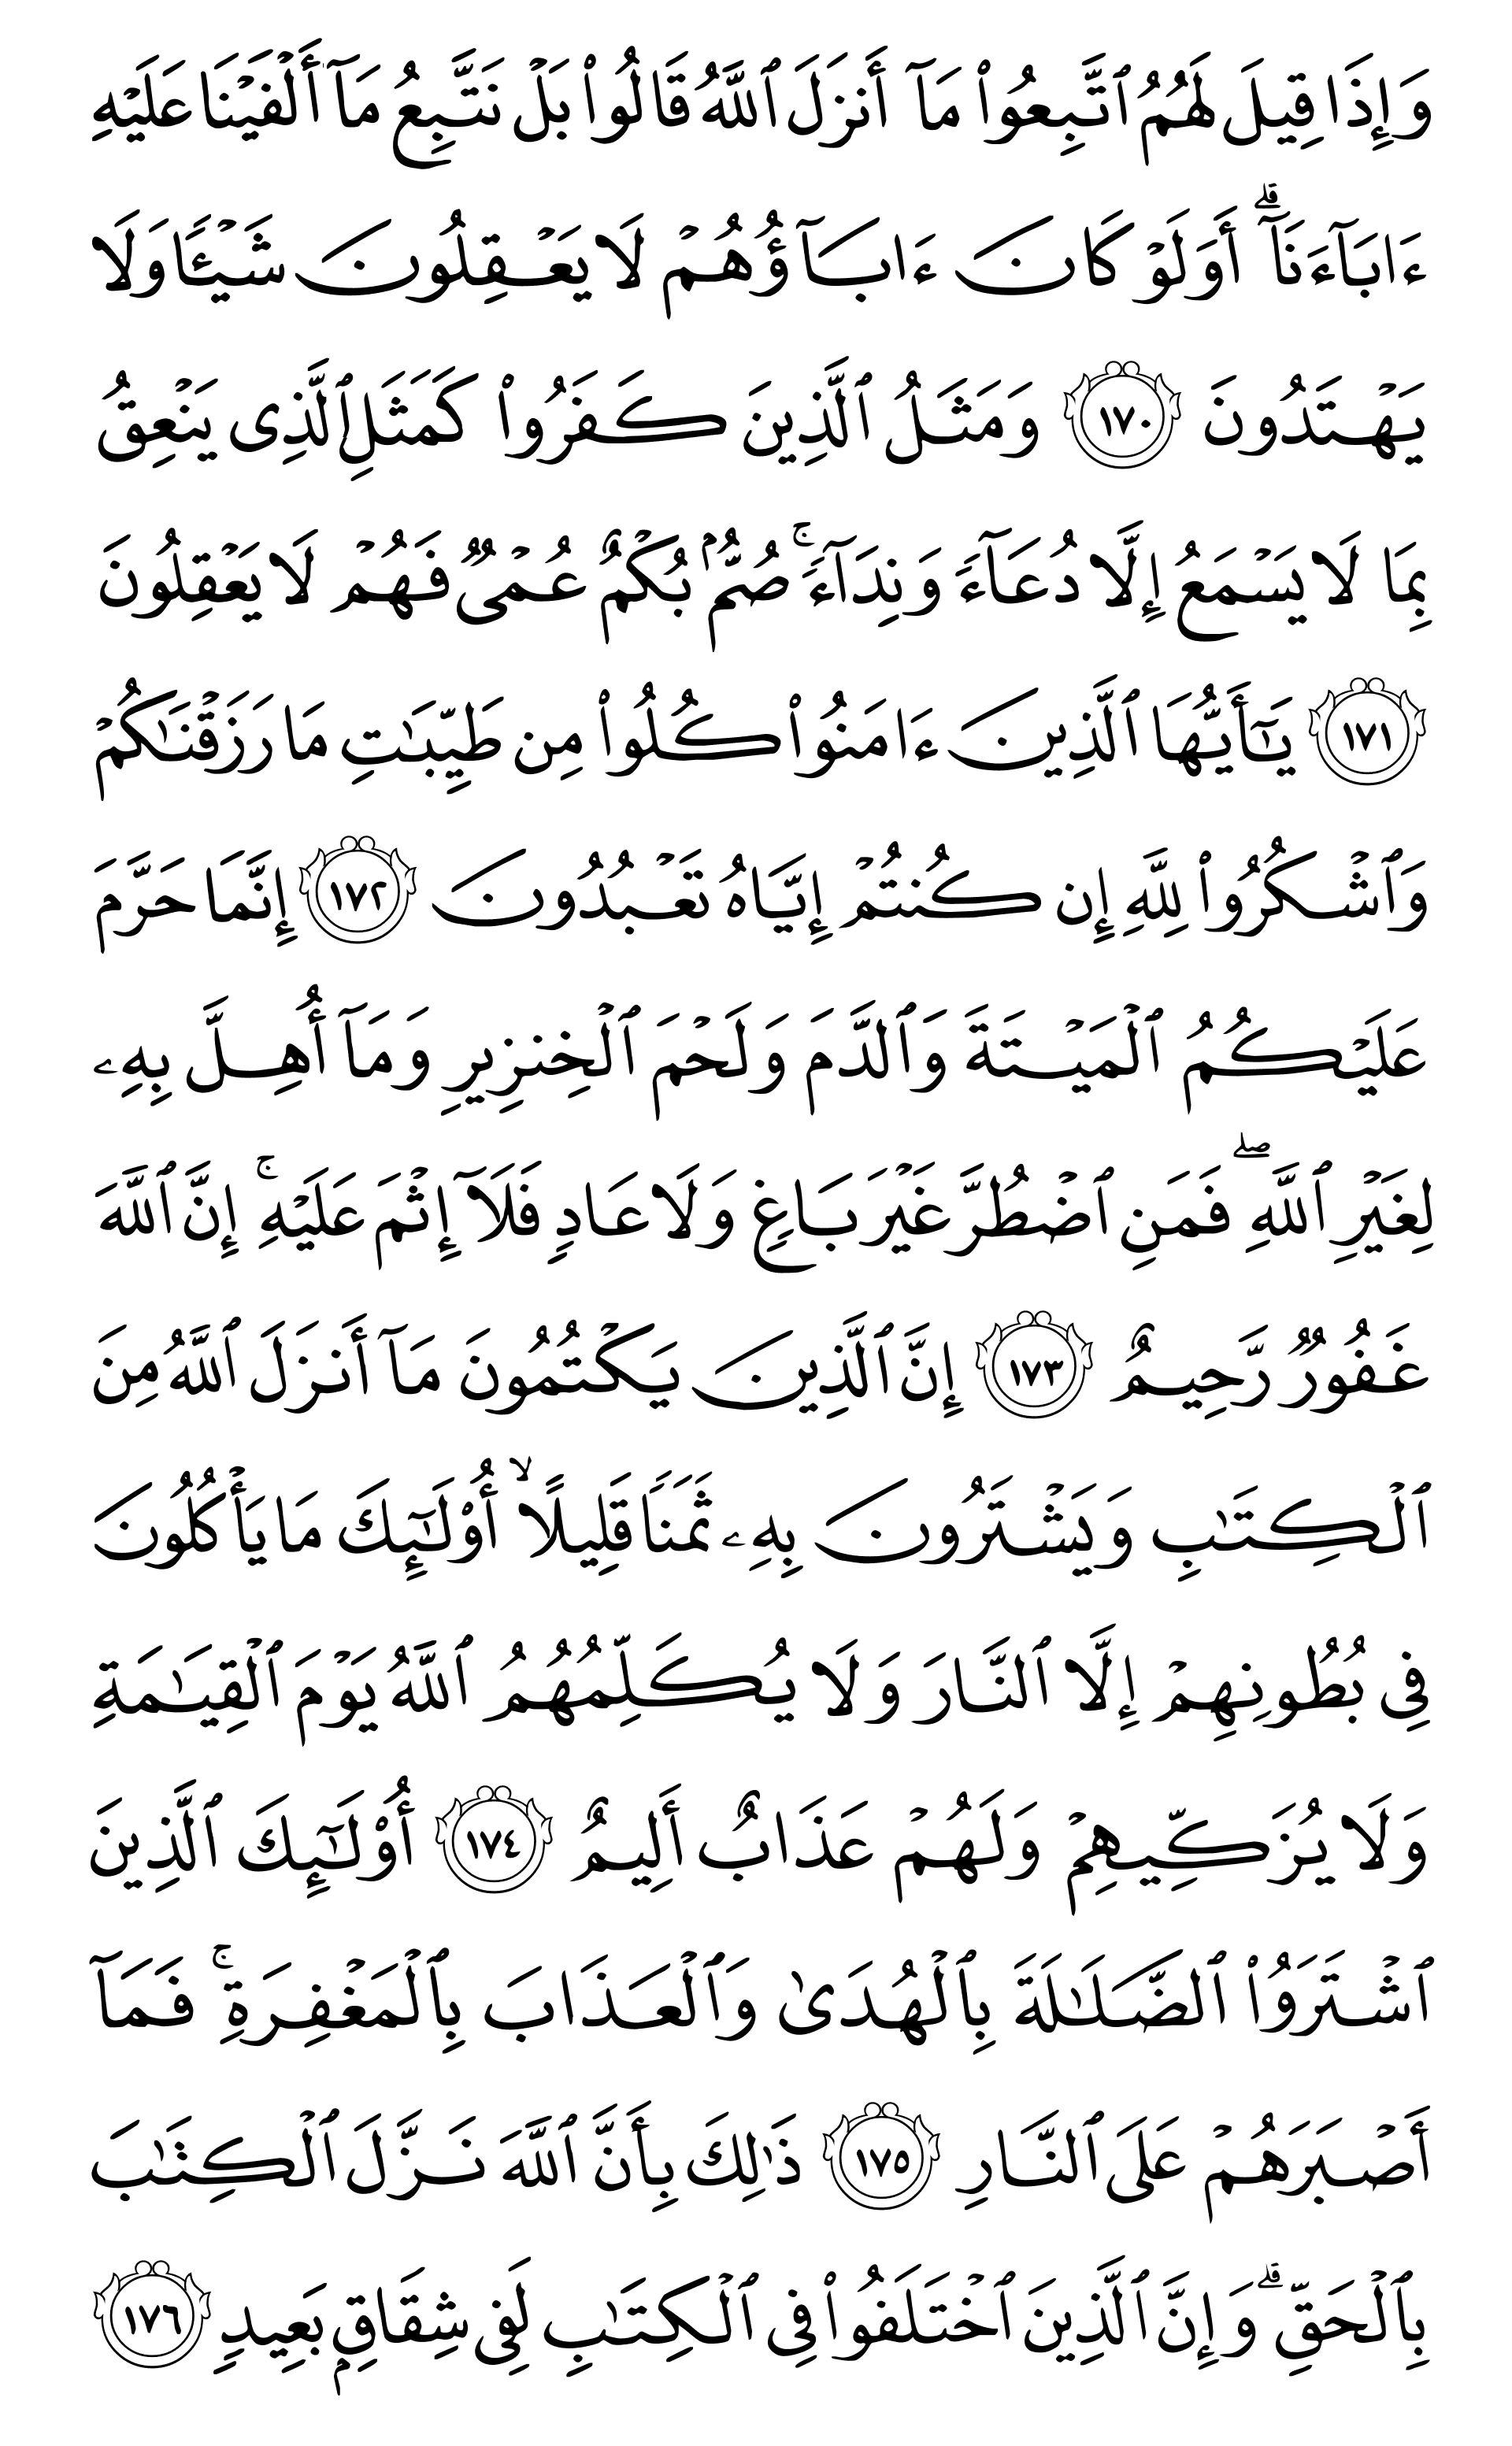 وَإِذَا قِيلَ لَهُمُ ٱتَّبِعُوا۟ مَآ أَنزَلَ ٱللَّهُ قَالُوا۟ بَلْ نَتَّبِعُ مَآ أَلْفَيْنَا عَلَيْهِ
ءَابَآءَنَآ ۗ أَوَلَوْ كَانَ ءَابَآؤُهُمْ لَا يَعْقِلُونَ شَيْـًٔا وَلَا
يَهْتَدُونَ ١٧٠ وَمَثَلُ ٱلَّذِينَ كَفَرُوا۟ كَمَثَلِ ٱلَّذِى يَنْعِقُ
بِمَا لَا يَسْمَعُ إِلَّا دُعَآءً وَنِدَآءً ۚ صُمٌّۢ بُكْمٌ عُمْىٌ فَهُمْ لَا يَعْقِلُونَ
١٧١ يَـٰٓأَيُّهَا ٱلَّذِينَ ءَامَنُوا۟ كُلُوا۟ مِن طَيِّبَـٰتِ مَا رَزَقْنَـٰكُمْ
وَٱشْكُرُوا۟ لِلَّهِ إِن كُنتُمْ إِيَّاهُ تَعْبُدُونَ ١٧٢ إِنَّمَا حَرَّمَ
عَلَيْكُمُ ٱلْمَيْتَةَ وَٱلدَّمَ وَلَحْمَ ٱلْخِنزِيرِ وَمَآ أُهِلَّ بِهِۦ
لِغَيْرِ ٱللَّهِ ۖ فَمَنِ ٱضْطُرَّ غَيْرَ بَاغٍ وَلَا عَادٍ فَلَآ إِثْمَ عَلَيْهِ ۚ إِنَّ ٱللَّهَ
غَفُورٌ رَّحِيمٌ ١٧٣ إِنَّ ٱلَّذِينَ يَكْتُمُونَ مَآ أَنزَلَ ٱللَّهُ مِنَ
ٱلْكِتَـٰبِ وَيَشْتَرُونَ بِهِۦ ثَمَنًا قَلِيلًا ۙ أُو۟لَـٰٓئِكَ مَا يَأْكُلُونَ
فِى بُطُونِهِمْ إِلَّا ٱلنَّارَ وَلَا يُكَلِّمُهُمُ ٱللَّهُ يَوْمَ ٱلْقِيَـٰمَةِ
وَلَا يُزَكِّيهِمْ وَلَهُمْ عَذَابٌ أَلِيمٌ ١٧٤ أُو۟لَـٰٓئِكَ ٱلَّذِينَ
ٱشْتَرَوُا۟ ٱلضَّلَـٰلَةَ بِٱلْهُدَىٰ وَٱلْعَذَابَ بِٱلْمَغْفِرَةِ ۚ فَمَآ
أَصْبَرَهُمْ عَلَى ٱلنَّارِ ١٧٥ ذَٰلِكَ بِأَنَّ ٱللَّهَ نَزَّلَ ٱلْكِتَـٰبَ
بِٱلْحَقِّ ۗ وَإِنَّ ٱلَّذِينَ ٱخْتَلَفُوا۟ فِى ٱلْكِتَـٰبِ لَفِى شِقَاقٍۭ بَعِيدٍ ١٧٦